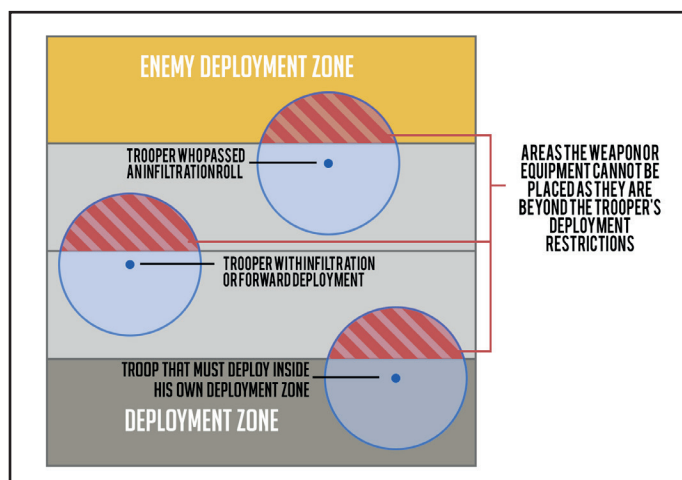 ENEMY DEPLOYMENT ZONE
TROOPER WHO PASSED
AN INFILTRATION ROLL
AREAS THE WEAPON OR
EQUIPMENT CANNOT BE
PLACED AS THEY ARE
BEYOND THE TROOPER'S
DEPLOYMENT
RESTRICTIONS
TROOPER WITH INFILTRATION
OR FORWARD DEPLOYMENT
TROOP THAT MUST DEPLOY INSIDE
HIS OWN DEPLOYMENT ZONE
DEPLOYMENT ZONE